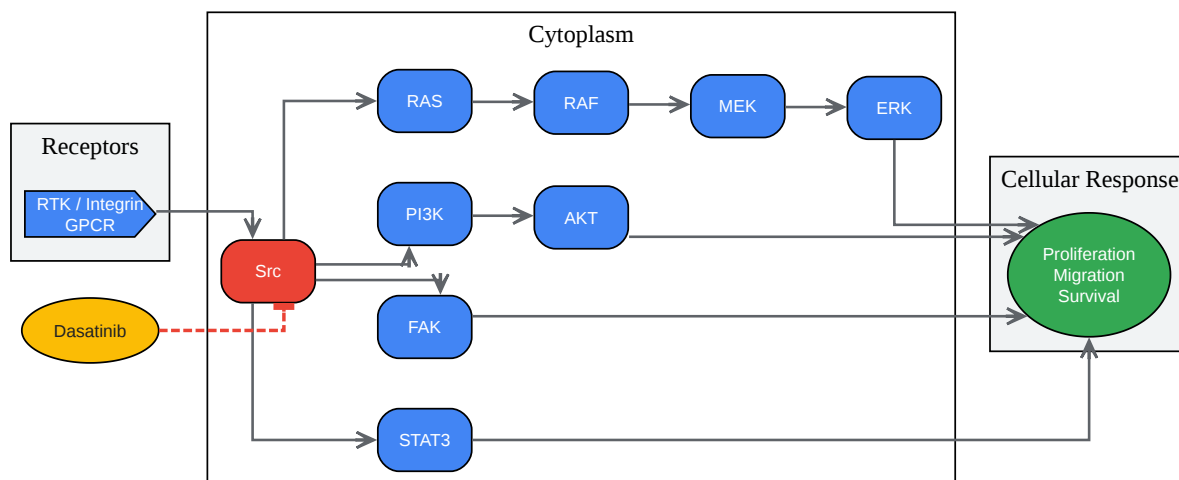 Cytoplasm
RAS
RAF
MEK
ERK
Receptors
RTK / Integrin
GPCR
Cellular Response
PI3K
AKT
Src
Proliferation
Migration
Survival
Dasatinib
FAK
STAT3